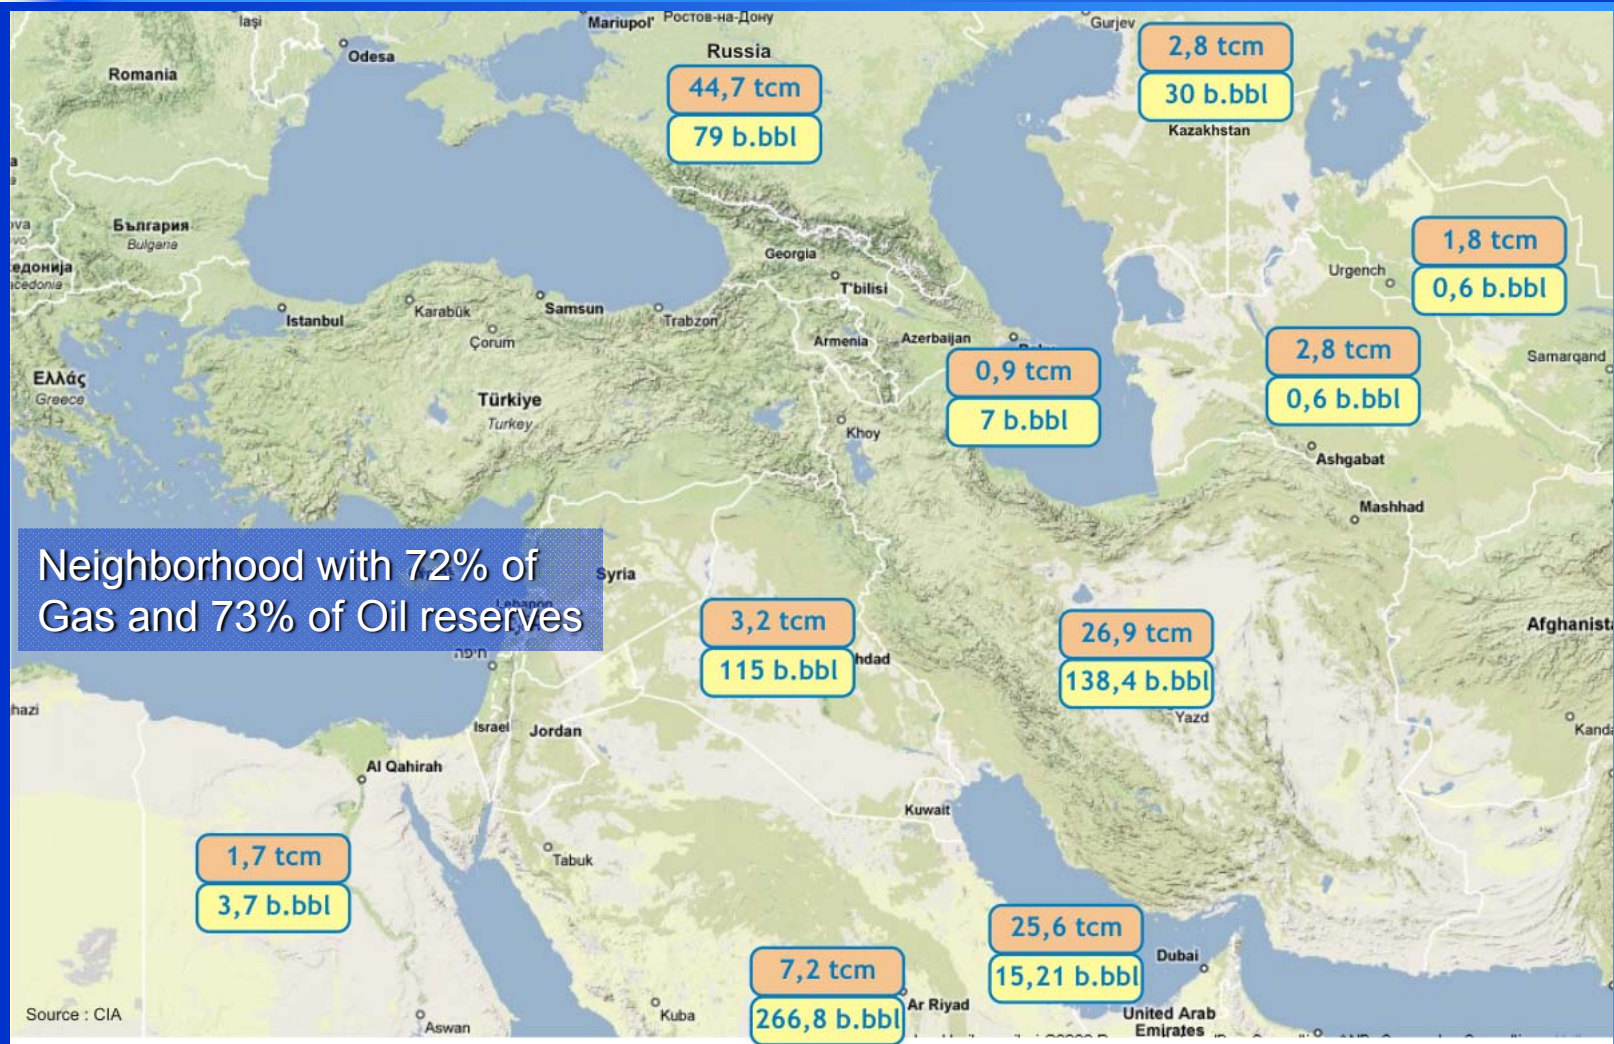 Iaşi
Mariupol' Ростов-на-Дону
Gurjev
Odesa
Russia
Romania
44,7 tcm
79 b.bbl
2,8 tcm
30 b.bbl
Kazakhstan
България
Bulgaria
Georgia
T'bilisi
Urgench
1,8 tcm
0,6 b.bbl
Istanbul
Karabük
Samsun
Trabzon
Çorum
Armenia
Azerbaijan
2,8 tcm
0,6 b.bbl
Samarqand
Ελλάς
Greece
Türkiye
Turkey
0,9 tcm
7 b.bbl
Khoy
Ashgabat
Mashhad
Neighborhood with 72% of
Gas and 73% of Oil reserves
Syria
Lebanon
חיפה
3,2 tcm
115 b.bbl
hdad
26,9 tcm
138,4 b.bbl
Yazd
Afghanist
hazi
Israel
Jordan
Kanda
Al Qahirah
Kuwait
1,7 tcm
3,7 b.bbl
Tabuk
25,6 tcm
15,21 b.bbl
Dubai
7,2 tcm
266,8 b.bbl
Ar Riyad
United Arab
Emirates
Source : CIA
Aswan
Kuba